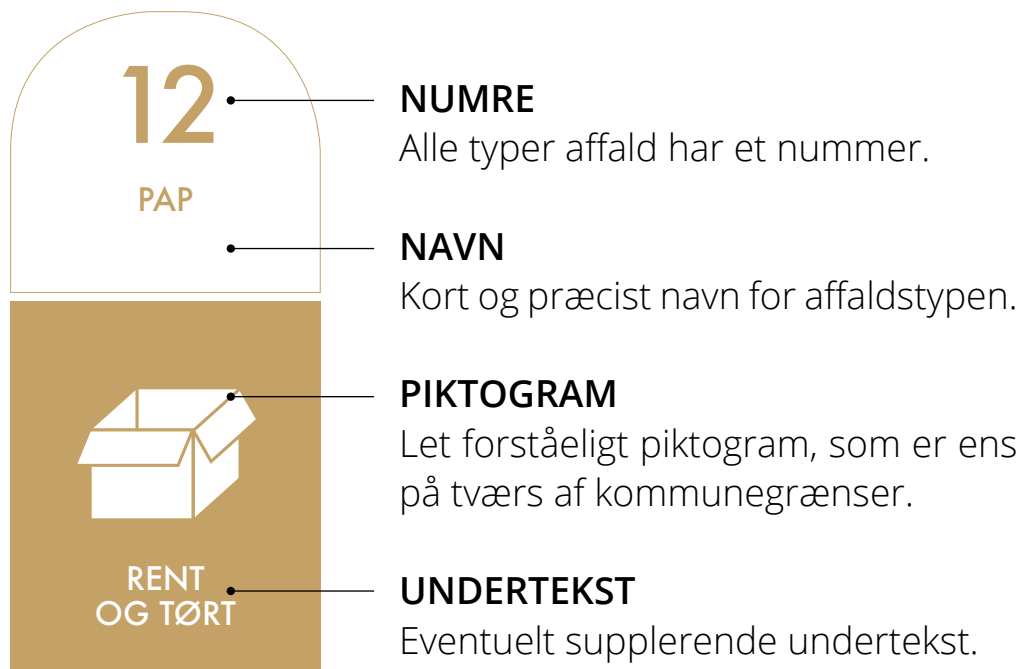 12
PAP
NUMRE
Alle typer affald har et nummer.
NAVN
Kort og præcist navn for affaldstypen.
PIKTOGRAM
Let forståeligt piktogram, som er ens
på tværs af kommunegrænser.
RENT
OG TØRT
UNDERTEKST
Eventuelt supplerende undertekst.